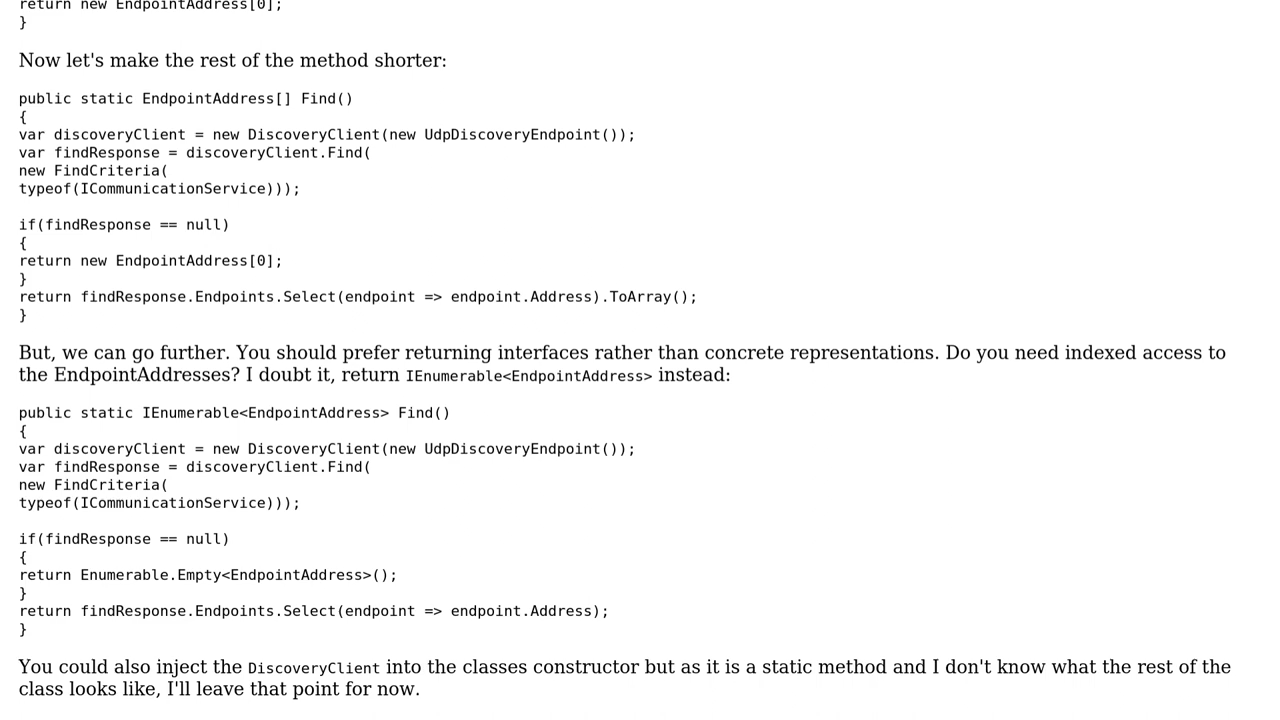 return new EndpointAddress[0];
}
Now let's make the rest of the method shorter:
public static EndpointAddress[] Find()
{
var discoveryClient = new DiscoveryClient(new UdpDiscoveryEndpoint());
var findResponse = discoveryClient.Find(
new FindCriteria(
typeof(ICommunicationService)));
if(findResponse == null)
{
return new EndpointAddress[0];
}
return findResponse.Endpoints.Select(endpoint => endpoint.Address).ToArray();
}
But, we can go further. You should prefer returning interfaces rather than concrete representations. Do you need indexed access to
the EndpointAddresses? I doubt it, return IEnumerable<EndpointAddress> instead:
public static IEnumerable<EndpointAddress> Find()
{
var discoveryClient = new DiscoveryClient(new UdpDiscoveryEndpoint());
var findResponse = discoveryClient.Find(
new FindCriteria(
typeof(ICommunicationService)));
if(findResponse == null)
{
return Enumerable.Empty<EndpointAddress>();
}
return findResponse.Endpoints.Select(endpoint => endpoint.Address);
}
You could also inject the DiscoveryClient into the classes constructor but as it is a static method and I don't know what the rest of the
class looks like, I'll leave that point for now.